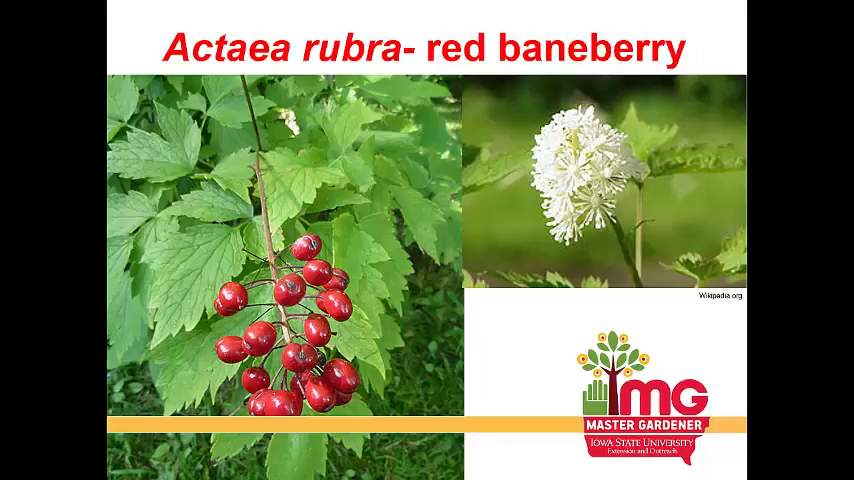 Actaea rubra- red baneberry
Wikipadia.org
MG
MASTER GARDENER
IOWA STATE UNIVERSITY
Extension and Outreach